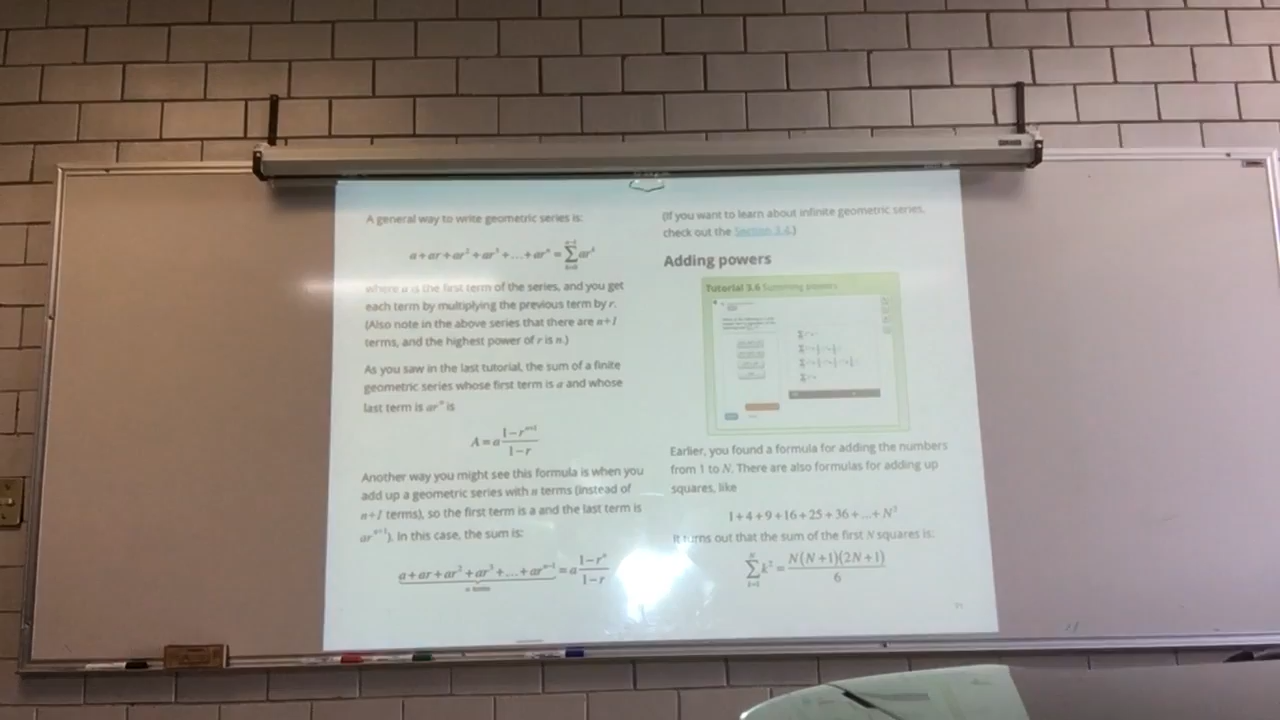 A general way to write geometric series is:
a + ar + ar² + ar³ + ... + arⁿ = ∑ arᵏ
where a is the first term of the series, and you get
each term by multiplying the previous term by r.
(Also note in the above series that there are n+1
terms, and the highest power of r is n.)
As you saw in the last tutorial, the sum of a finite
geometric series whose first term is a and whose
last term is arⁿ is
A = a (1 − rⁿ⁺¹)/(1 − r)
Another way you might see this formula is when you
add up a geometric series with n terms (instead of
n+1 terms), so the first term is a and the last term is
arⁿ⁻¹). In this case, the sum is:
a + ar + ar² + ar³ + ... + arⁿ⁻¹ = a (1 − rⁿ)/(1 − r)
n terms
(If you want to learn about infinite geometric series,
check out the Section 3.4.)
Adding powers
Tutorial 3.6 Summing powers
Earlier, you found a formula for adding the numbers
from 1 to N. There are also formulas for adding up
squares, like
1 + 4 + 9 + 16 + 25 + 36 + ... + N²
It turns out that the sum of the first N squares is:
∑ k² = N(N + 1)(2N + 1)/6